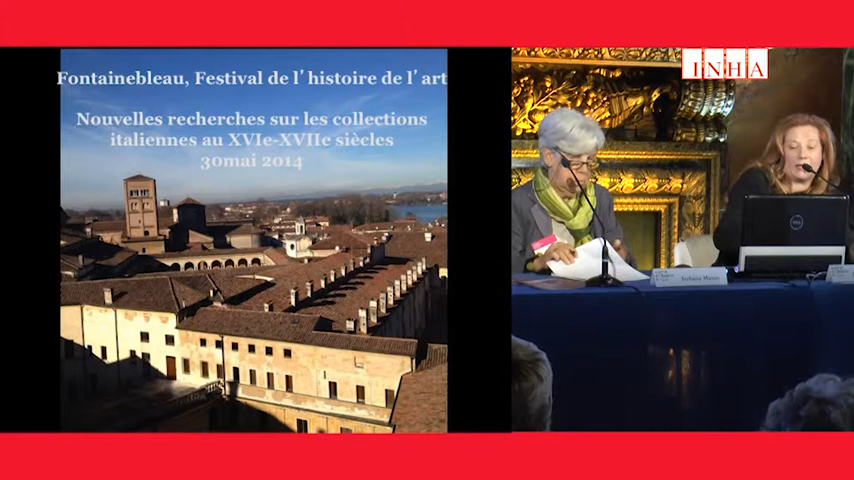 Fontainebleau, Festival de l'histoire de l'art
Nouvelles recherches sur les collections
italiennes au XVIe-XVIIe siècles
30mai 2014
INHA
DELL